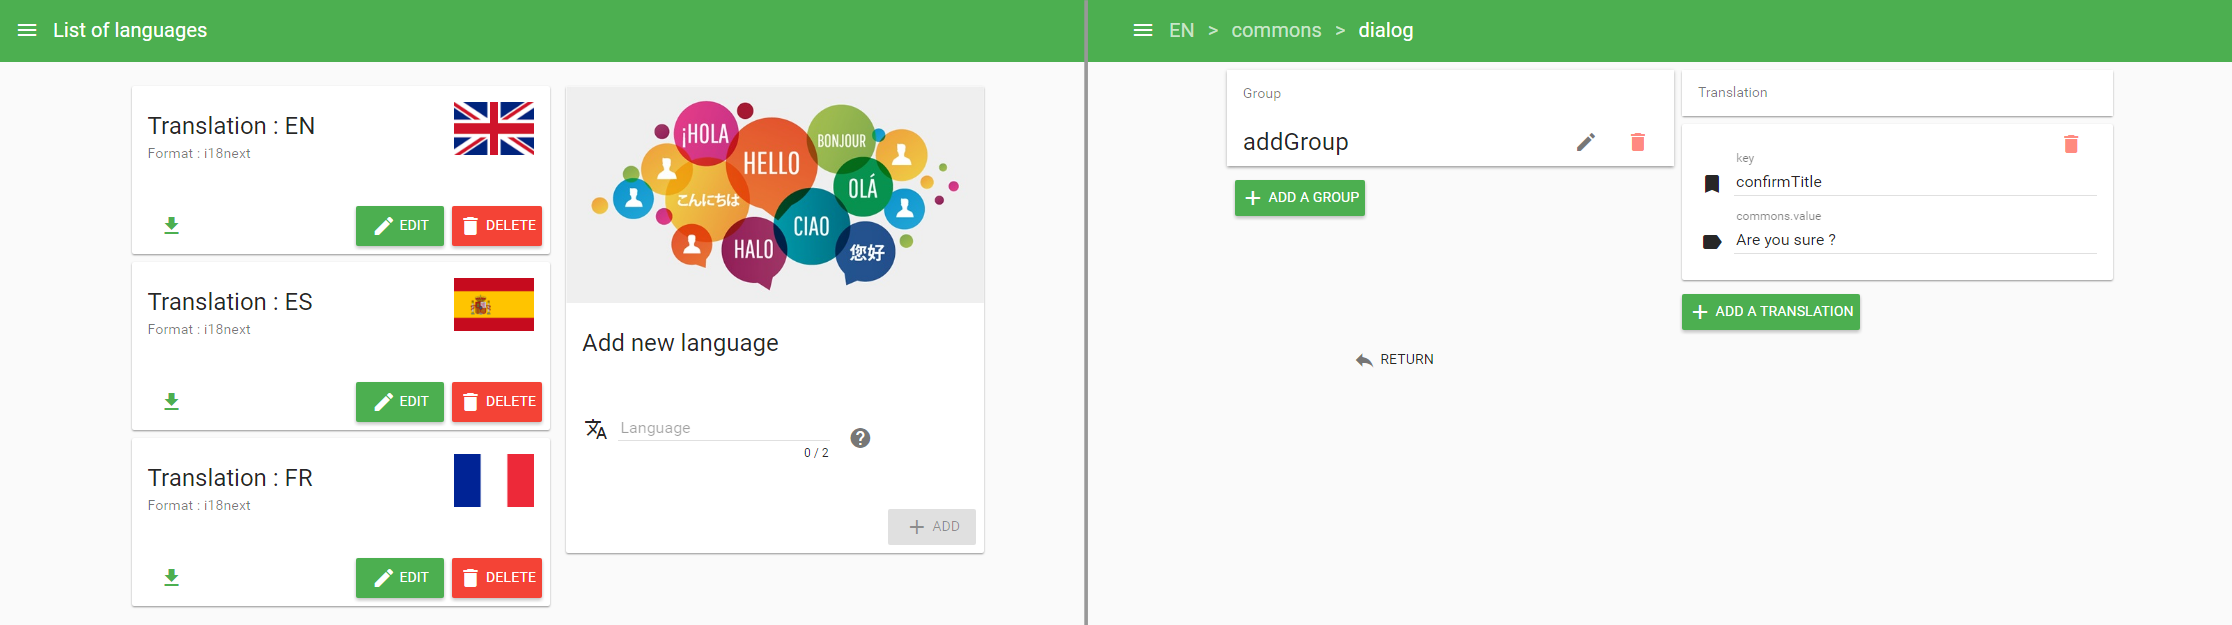 List of languages
Translation : EN
Format : i18next
EDIT
DELETE
Translation : ES
Format : i18next
EDIT
DELETE
Translation : FR
Format : i18next
EDIT
DELETE
¡HOLA
HELLO
BONJOUR
こんにちは
OLÁ
CIAO
HALO
您好
Add new language
Language
0 / 2
ADD
EN > commons > dialog
Group
addGroup
ADD A GROUP
RETURN
Translation
key
confirmTitle
commons.value
Are you sure ?
ADD A TRANSLATION